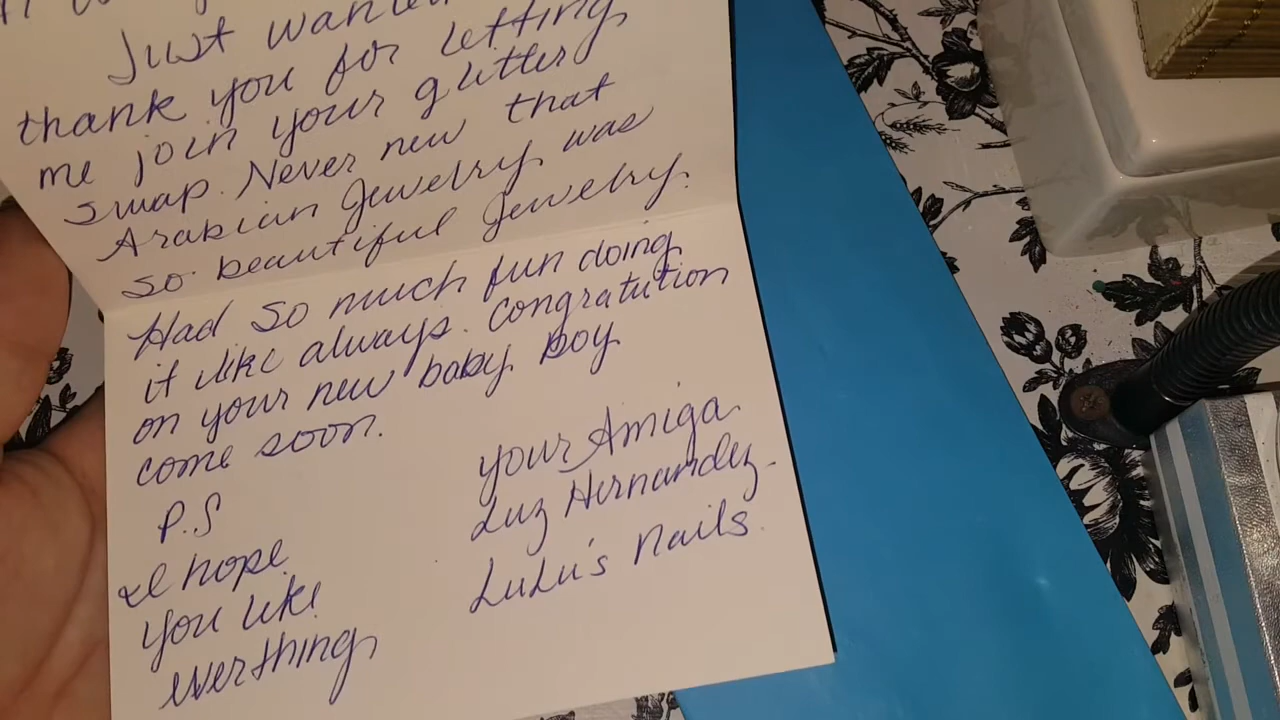 Just wanted
thank you for letting
me join your glitter
swap. Never new that
Arabian Jewelry was
so beautiful Jewelry.
Had so much fun doing
it like always. Congratution
on your new baby boy
come soon.
your Amiga
Luz Hernandez
LuLu's Nails.
P.S
I hope
you like
everthing